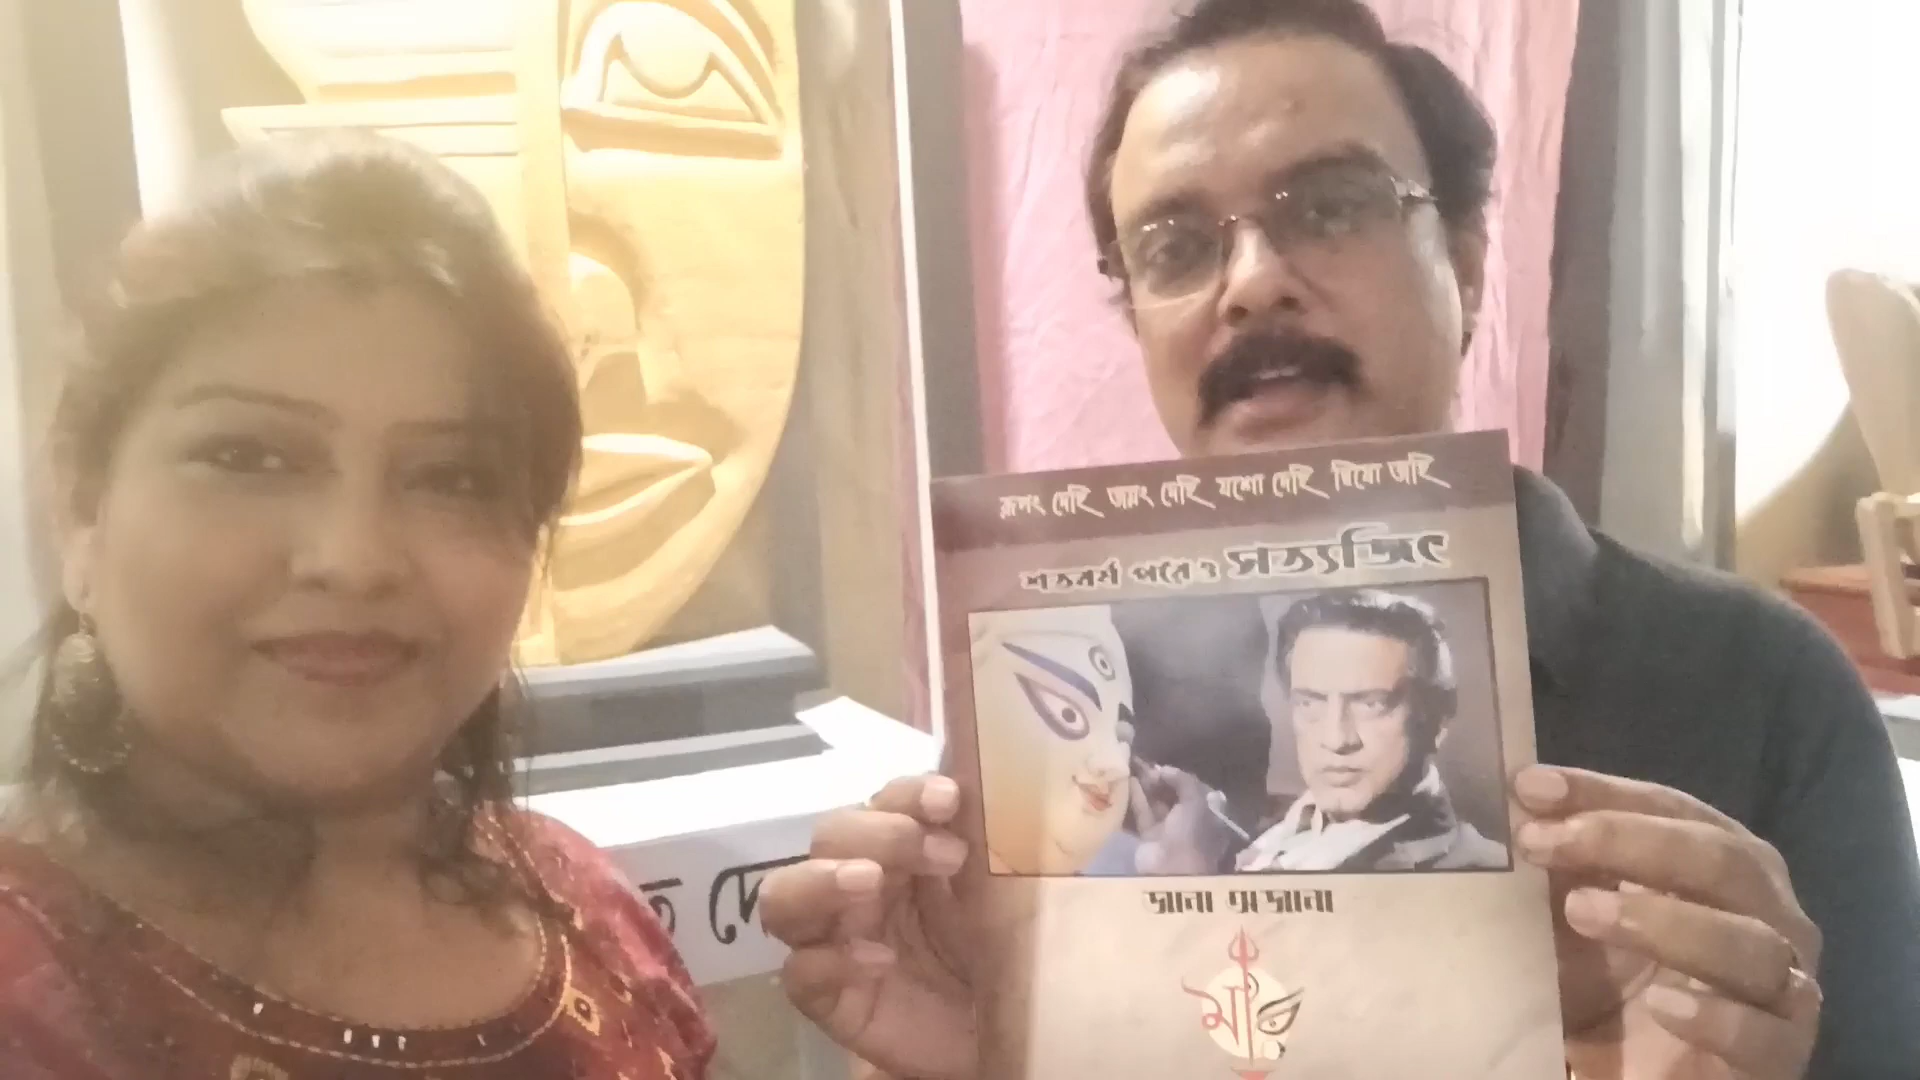 রূপং দেহি জয়ং দেহি যশো দেহি দ্বিষো জহি
শতবর্ষ পরেও সত্যজিৎ
জানা অজানা
মা
ত দে